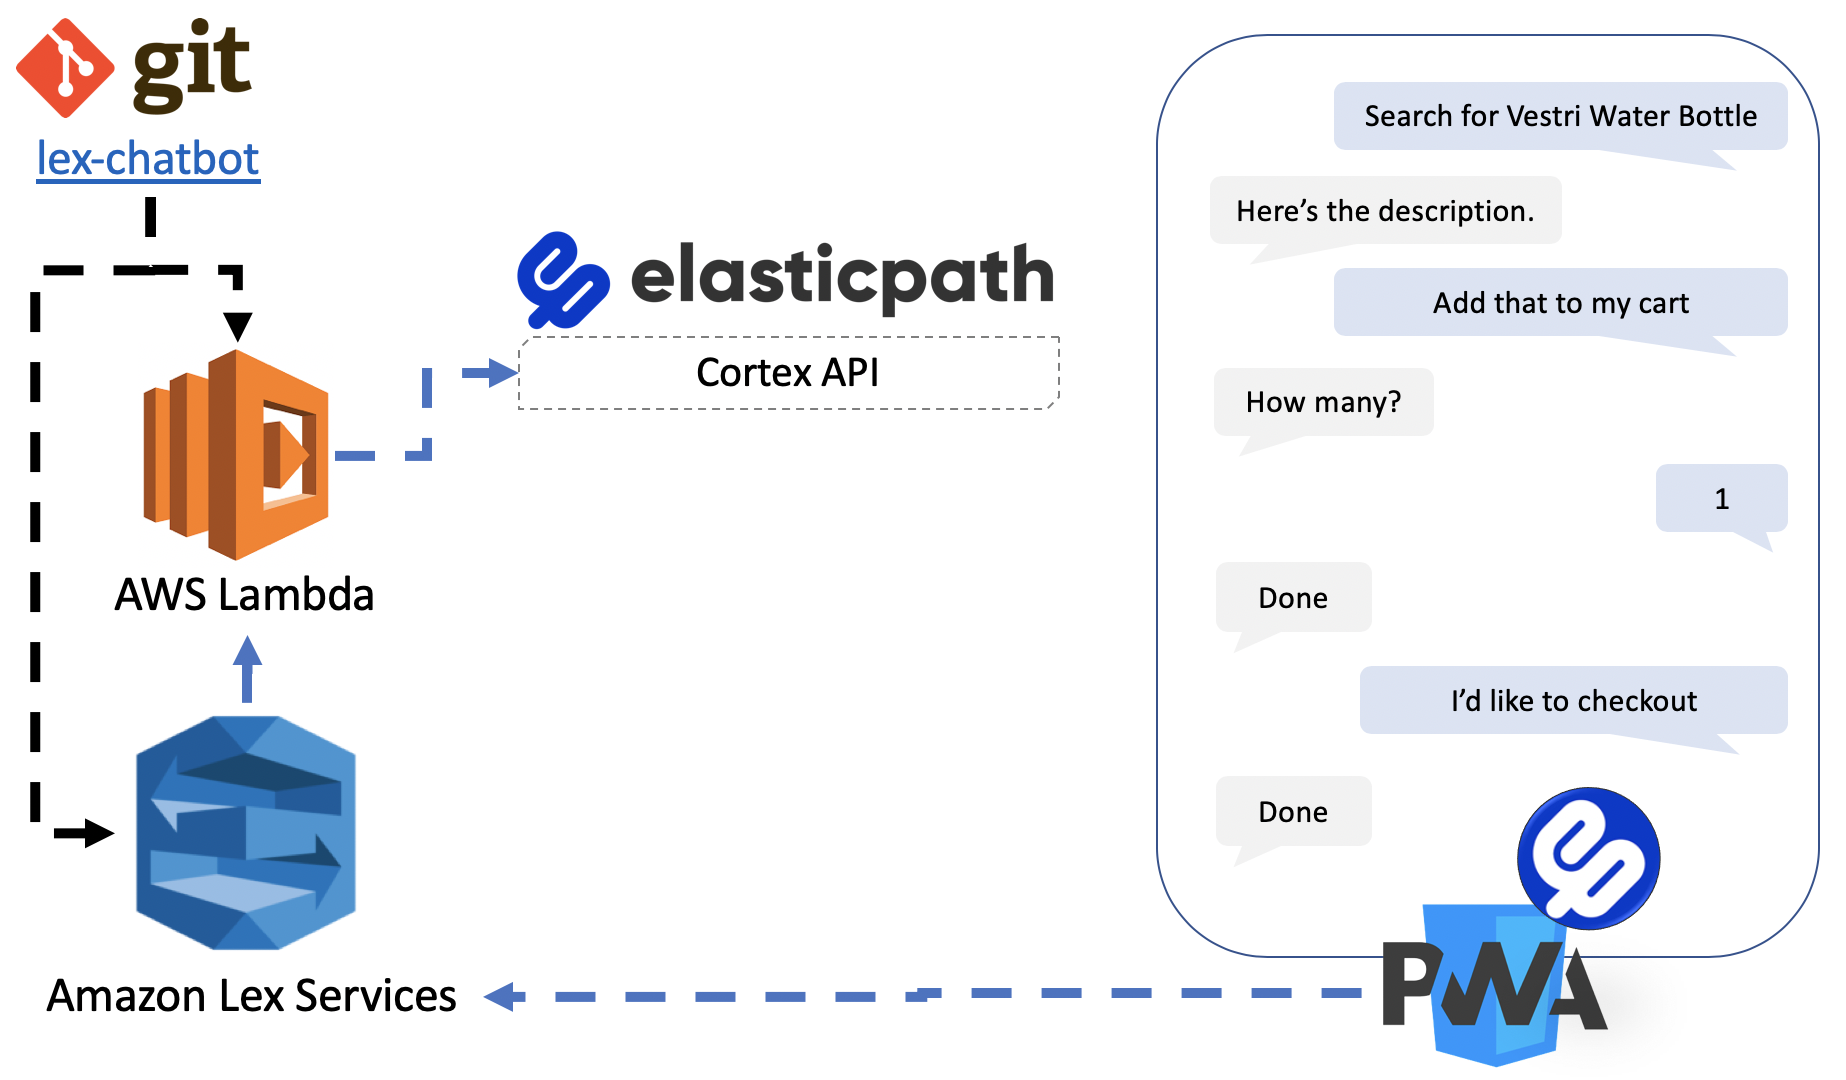 git
lex-chatbot
elasticpath
Cortex API
AWS Lambda
Amazon Lex Services
Search for Vestri Water Bottle
Here’s the description.
Add that to my cart
How many?
1
Done
I’d like to checkout
Done
PWA